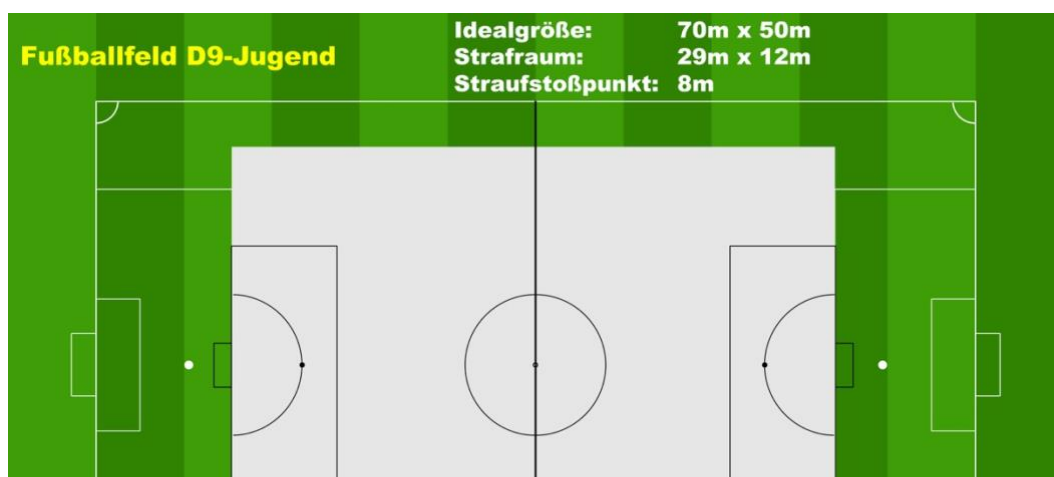 Fußballfeld D9-Jugend
Idealgröße: 70m x 50m
Strafraum: 29m x 12m
Straufstoßpunkt: 8m